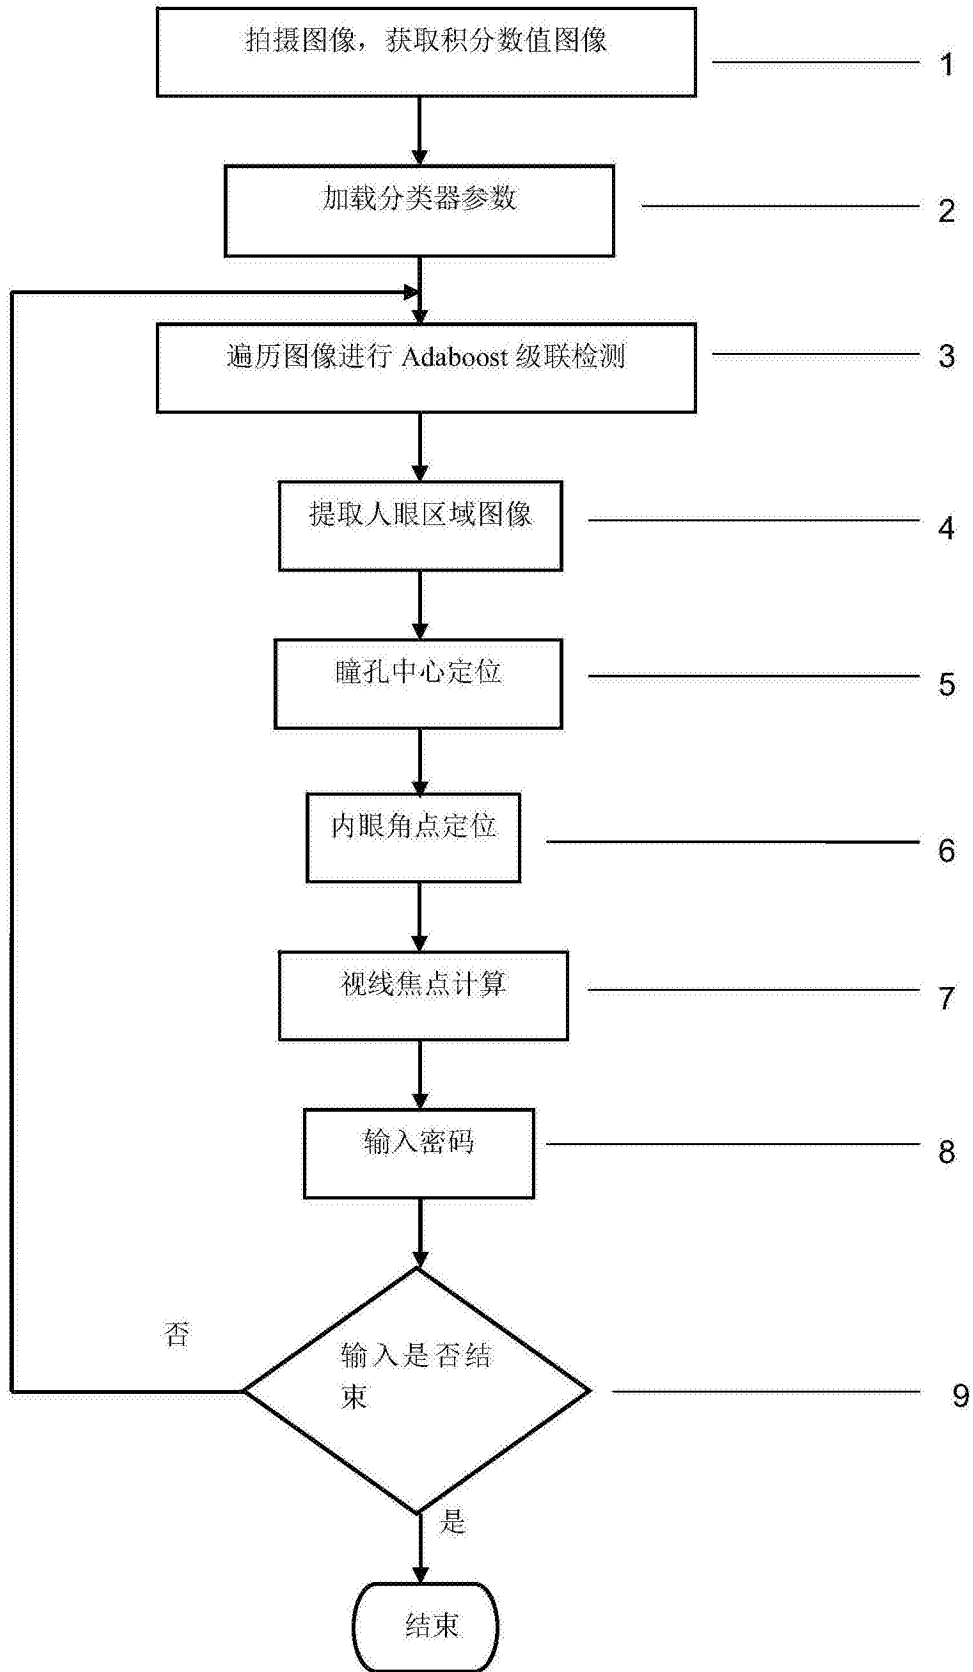 拍摄图像，获取积分数值图像
1
加载分类器参数
2
遍历图像进行 Adaboost 级联检测
3
提取人眼区域图像
4
瞳孔中心定位
5
内眼角点定位
6
视线焦点计算
7
输入密码
8
否
输入是否结
束
9
是
结束